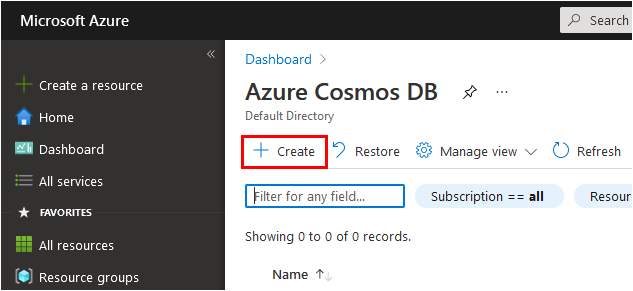 Microsoft Azure
Search
Create a resource
Home
Dashboard
All services
FAVORITES
All resources
Resource groups
Dashboard
Azure Cosmos DB
Default Directory
Create Restore Manage view Refresh
Filter for any field... Subscription == all Resour
Showing 0 to 0 of 0 records.
Name